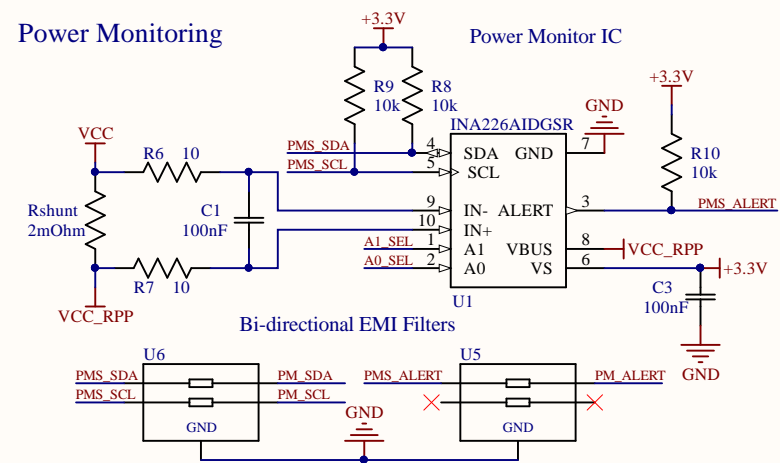 Power Monitoring
+3.3V
Power Monitor IC
R9
10k
R8
10k
+3.3V
GND
INA226AIDGSR
VCC
R6 10
PMS_SDA
PMS_SCL
4 SDA GND 7
5 SCL
R10
10k
Rshunt
2mOhm
C1
100nF
9 IN- ALERT 3
PMS_ALERT
10 IN+
A1_SEL 1 A1 VBUS 8 VCC_RPP
A0_SEL 2 A0 VS 6 +3.3V
R7 10
U1
C3
100nF
VCC_RPP
GND
Bi-directional EMI Filters
U6
PMS_SDA PM_SDA
PMS_SCL PM_SCL
GND
GND
U5
PMS_ALERT PM_ALERT
GND